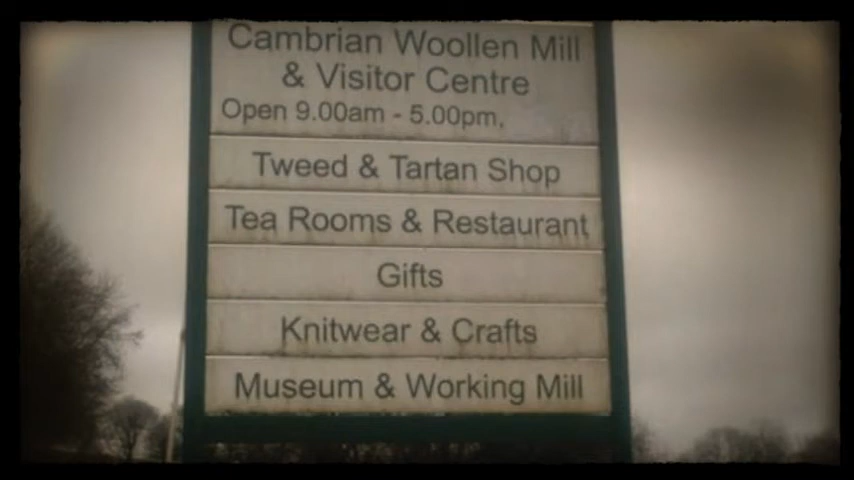 Cambrian Woollen Mill
& Visitor Centre
Open 9.00am - 5.00pm,
Tweed & Tartan Shop
Tea Rooms & Restaurant
Gifts
Knitwear & Crafts
Museum & Working Mill